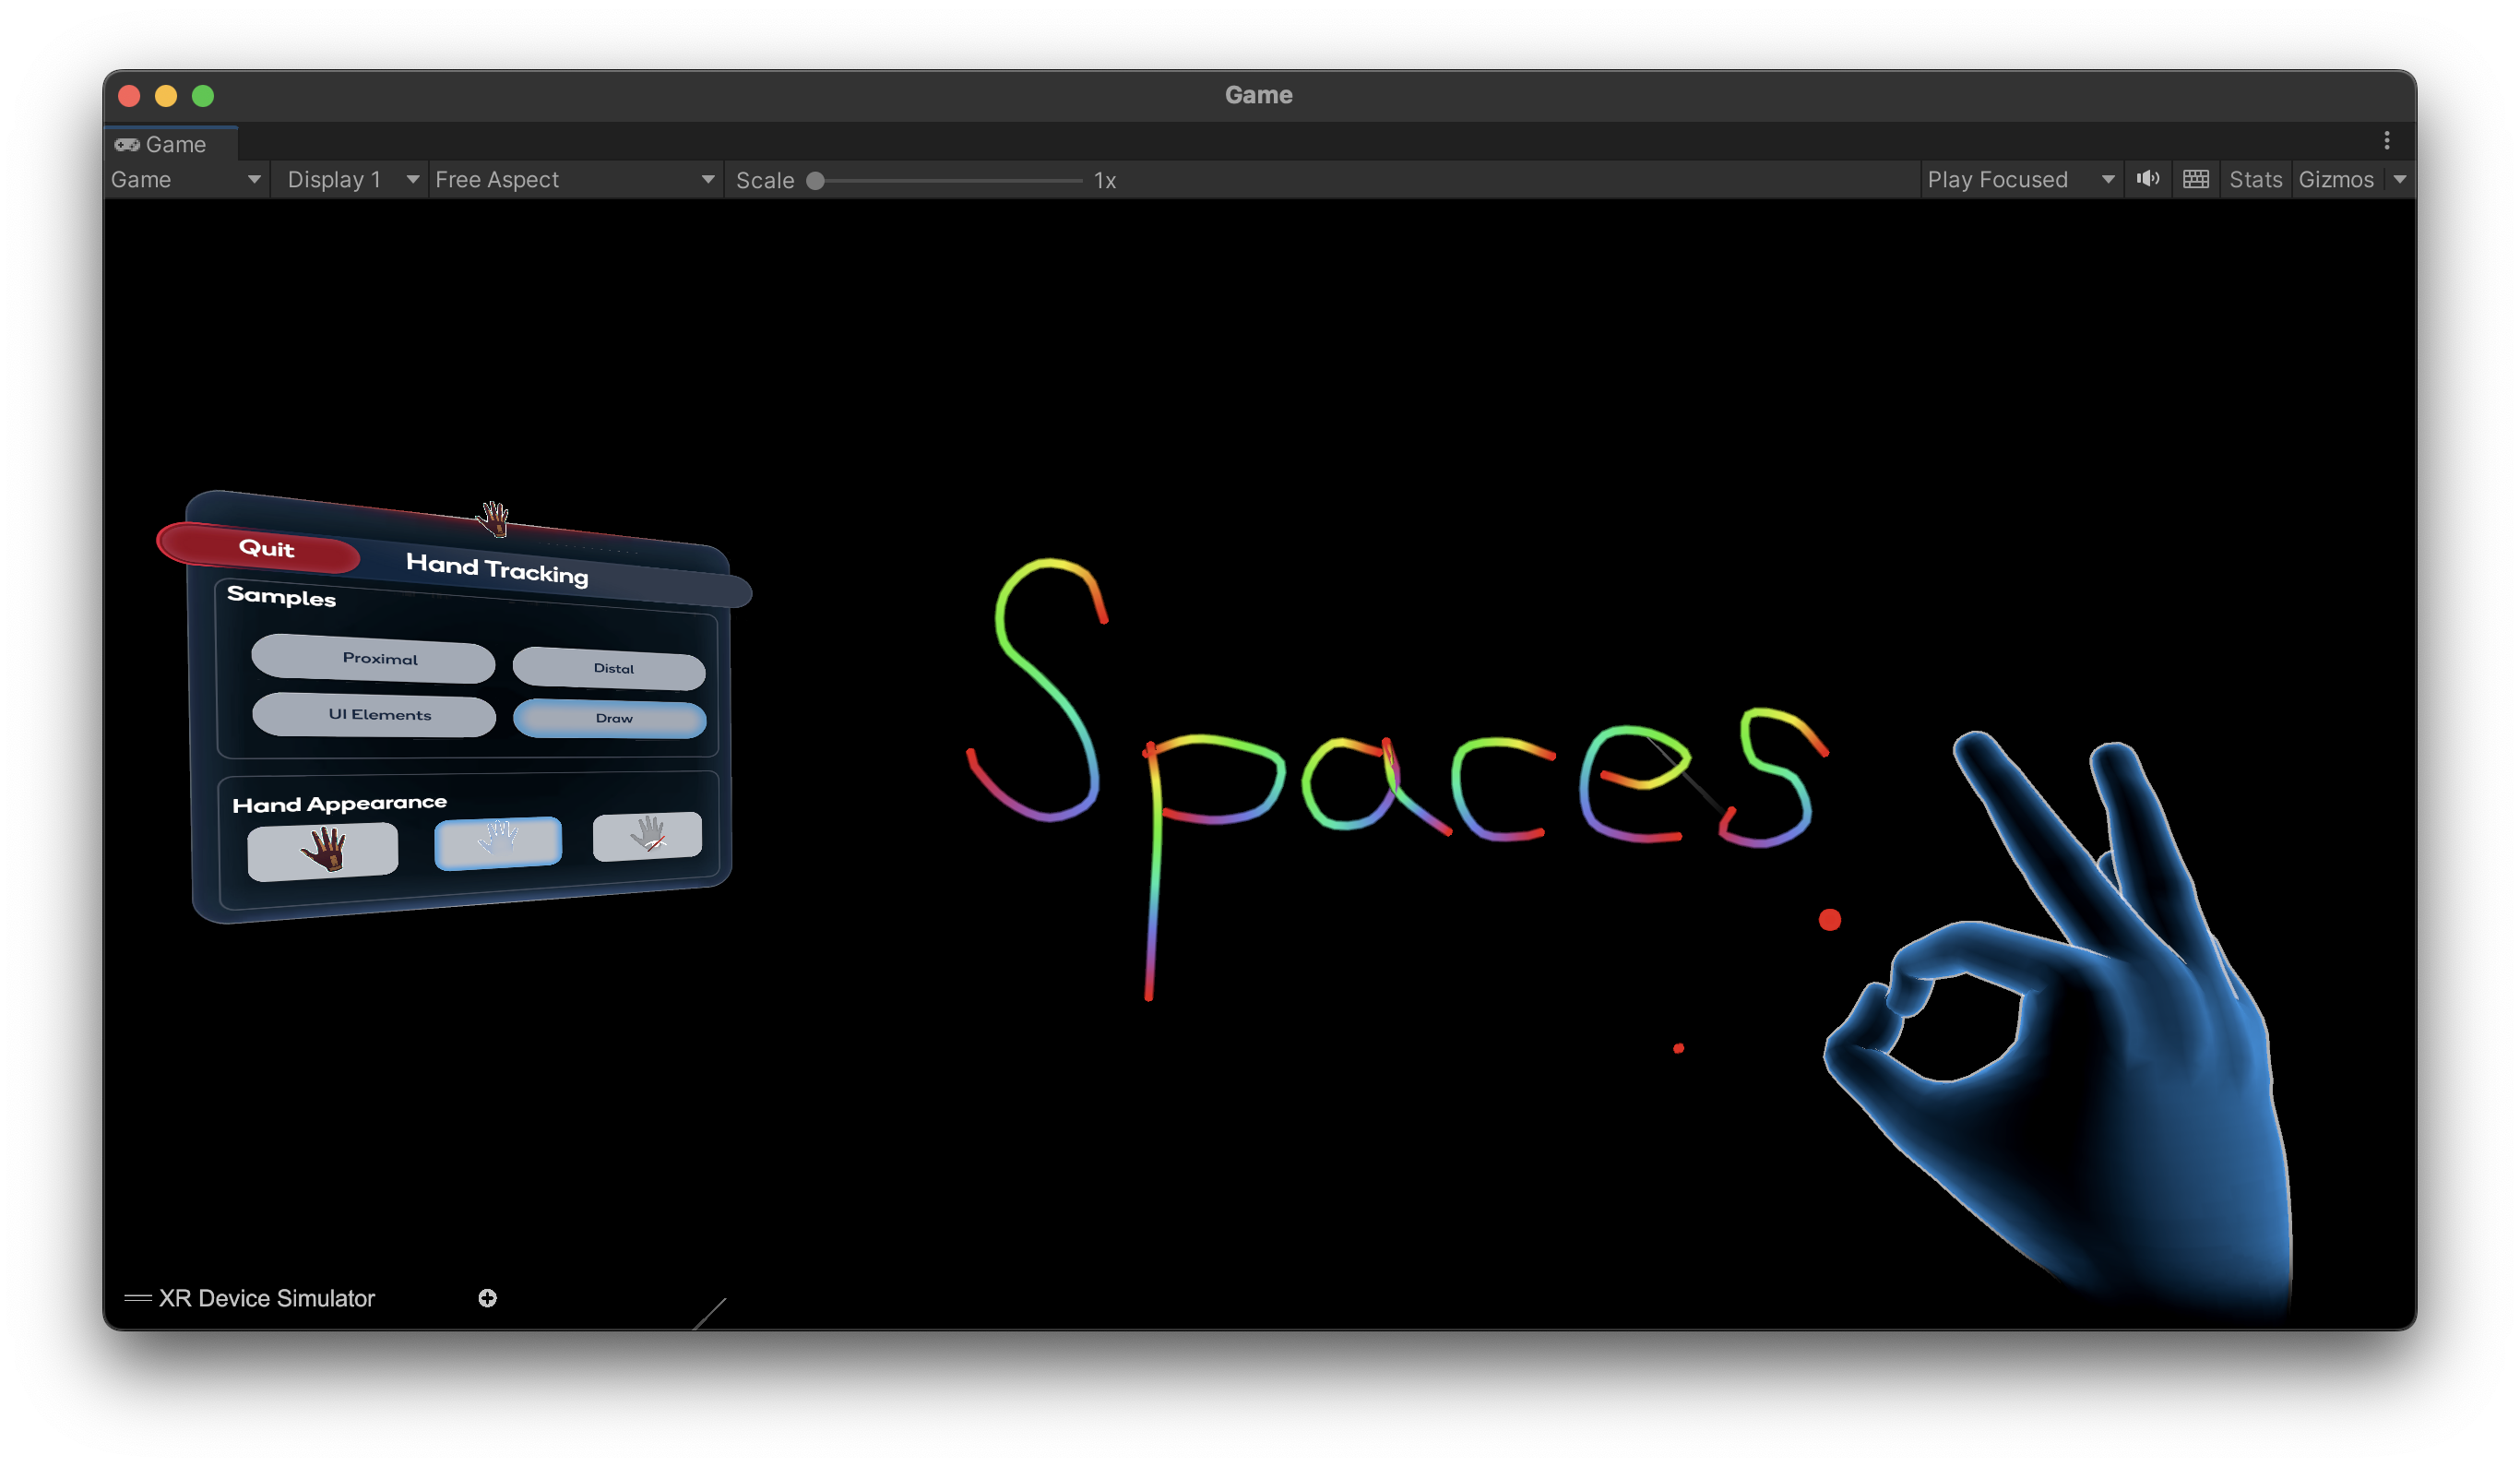 Game
Game
Game Display 1 Free Aspect Scale 1x Play Focused Stats Gizmos
Quit Hand Tracking
Samples
Proximal Distal
UI Elements Draw
Hand Appearance
Spaces
XR Device Simulator